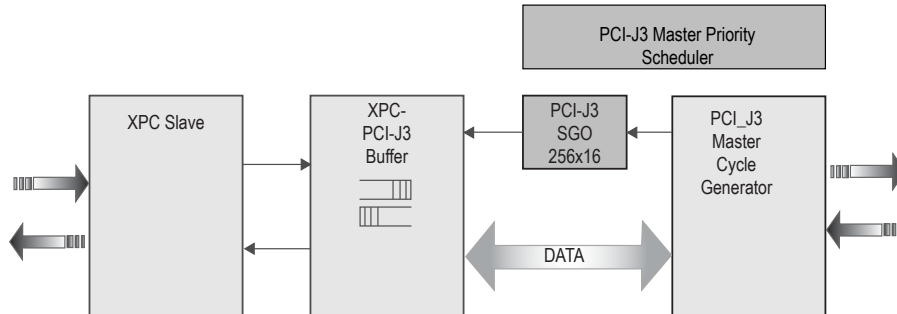 PCI-J3 Master Priority
Scheduler
XPC Slave
XPC-
PCI-J3
Buffer
PCI-J3
SGO
256x16
PCI_J3
Master
Cycle
Generator
DATA